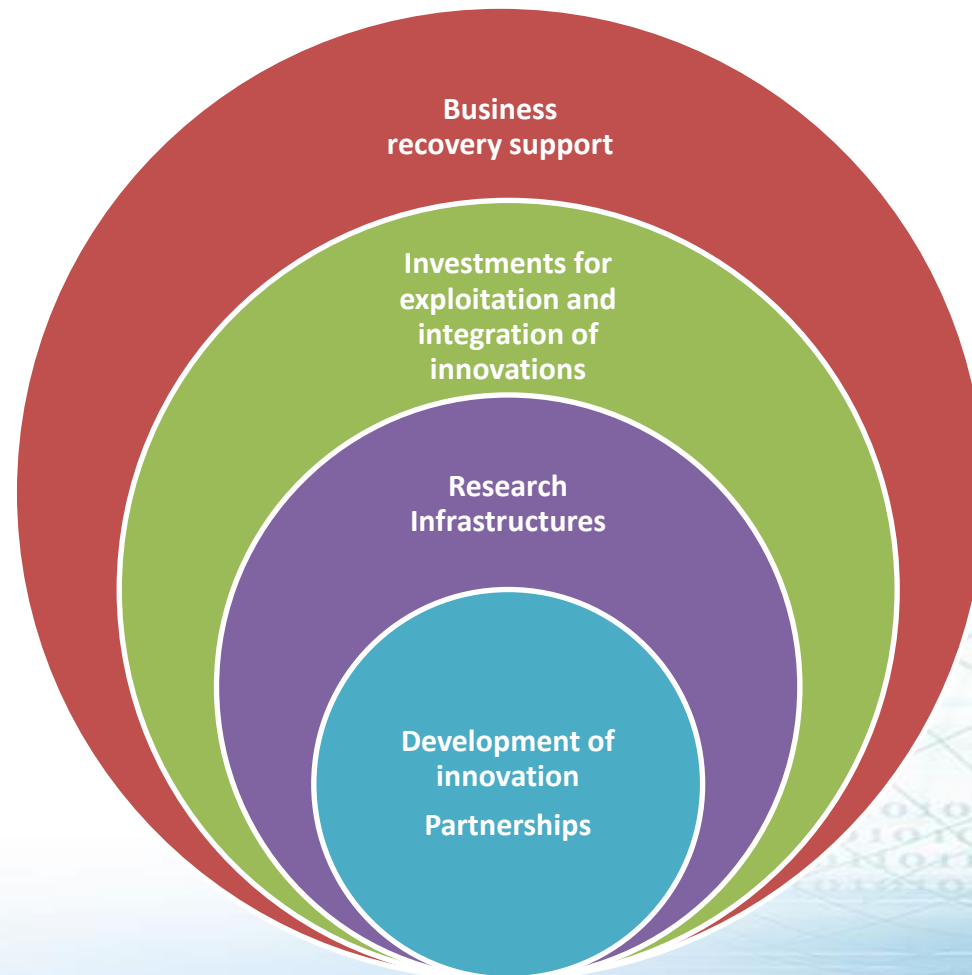 Business
recovery support
Investments for
exploitation and
integration of
innovations
Research
Infrastructures
Development of
innovation
Partnerships